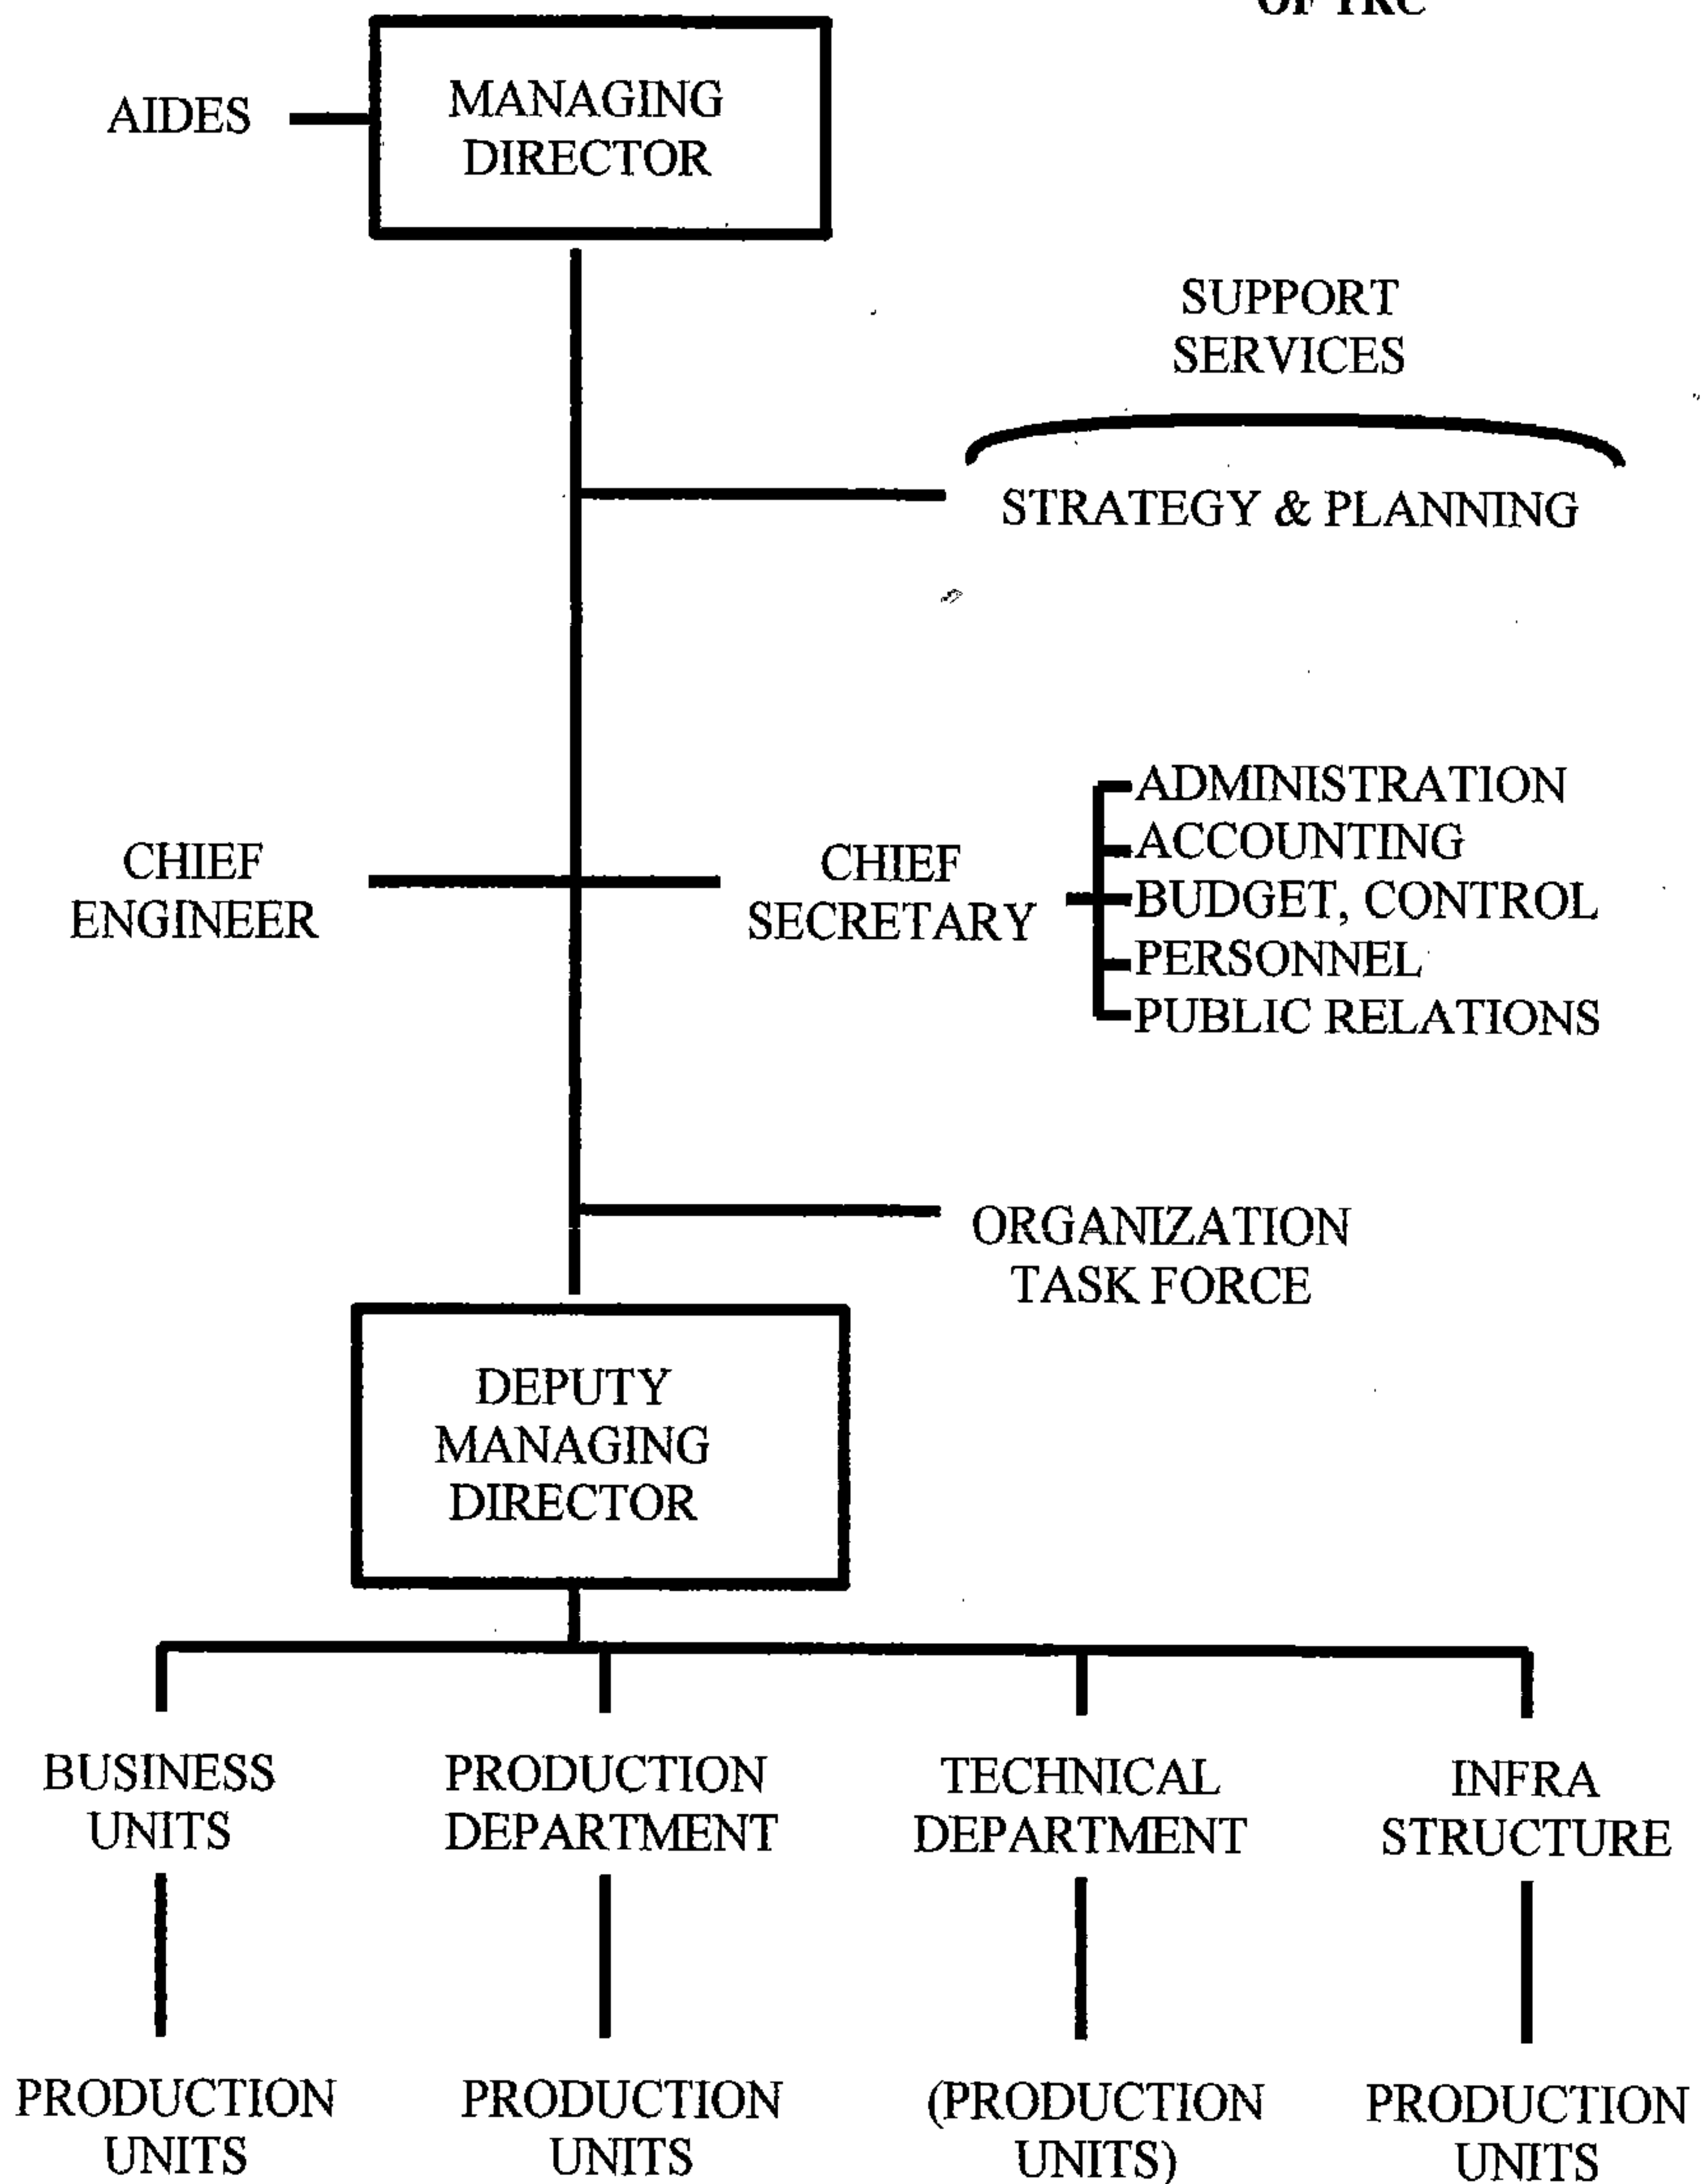 OF TRC
AIDES
MANAGING
DIRECTOR
SUPPORT
SERVICES
STRATEGY & PLANNING
CHIEF
ENGINEER
CHIEF
SECRETARY
ADMINISTRATION
ACCOUNTING
BUDGET, CONTROL
PERSONNEL
PUBLIC RELATIONS
ORGANIZATION
TASK FORCE
DEPUTY
MANAGING
DIRECTOR
BUSINESS
UNITS
PRODUCTION
DEPARTMENT
TECHNICAL
DEPARTMENT
INFRA
STRUCTURE
PRODUCTION
UNITS
PRODUCTION
UNITS
(PRODUCTION
UNITS)
PRODUCTION
UNITS